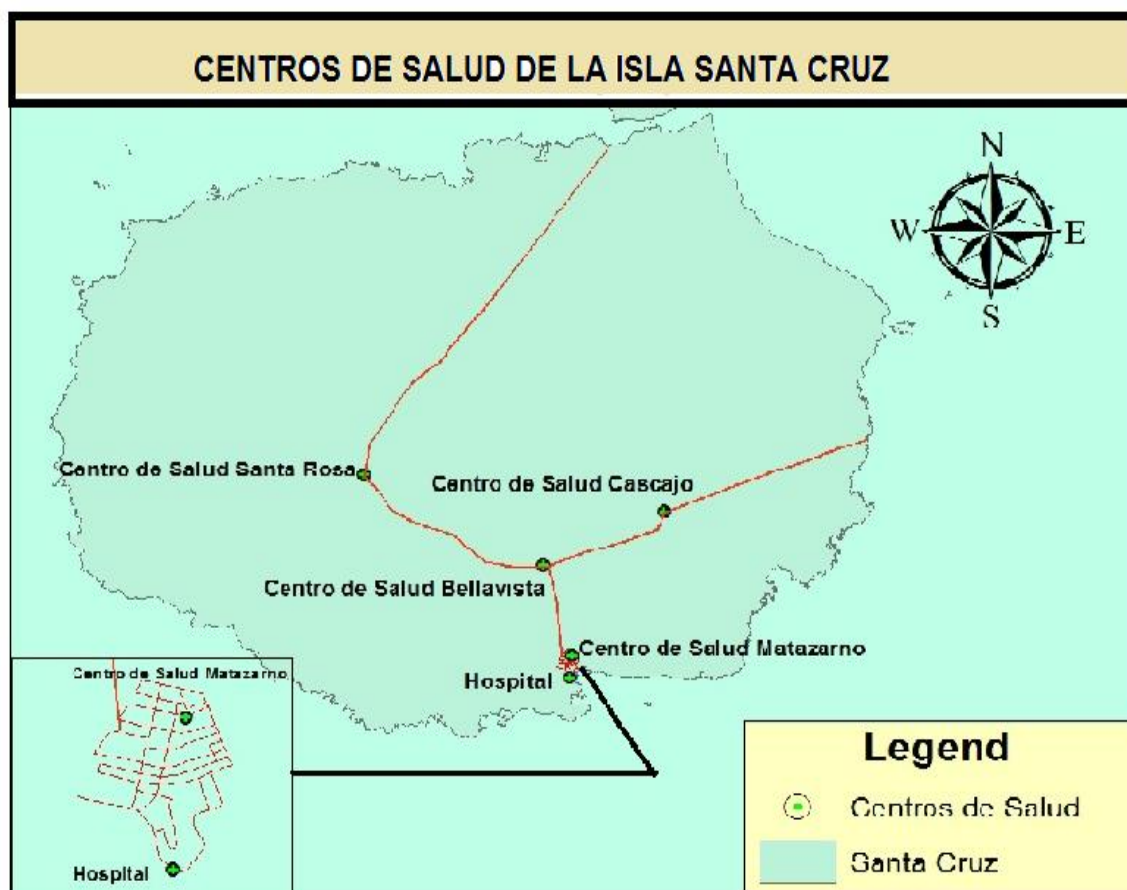 CENTROS DE SALUD DE LA ISLA SANTA CRUZ
N
W
E
S
Centro de Salud Santa Rosa
Centro de Salud Cascajo
Centro de Salud Bellavista
Centro de Salud Matazarno
Hospital
Centro de Salud Matazarno
Hospital
Legend
Centros de Salud
Santa Cruz